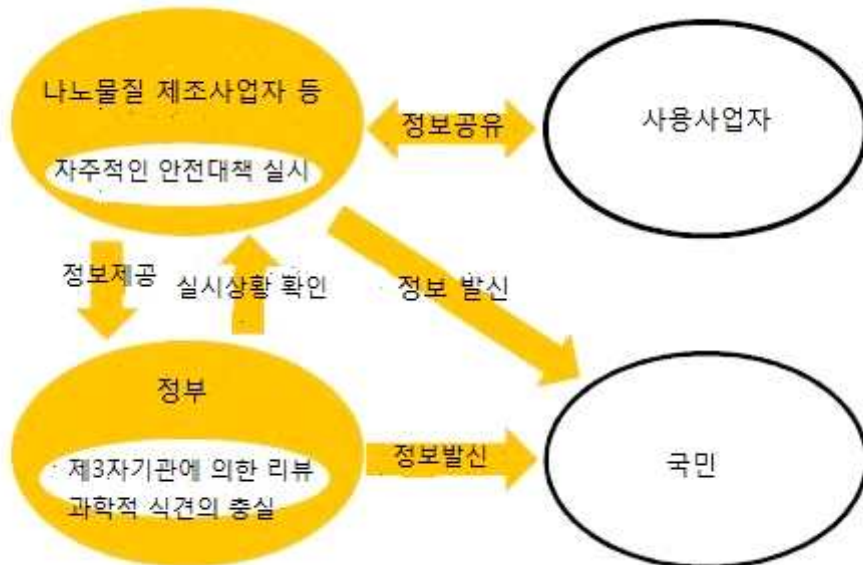 나노물질 제조사업자 등
자주적인 안전대책 실시
정보공유
사용사업자
정보제공
실시상황 확인
정보 발신
정부
제3자기관에 의한 리뷰
과학적 식견의 충실
정보발신
국민